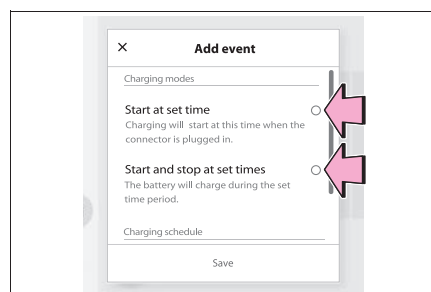 Add event
Charging modes
Start at set time
Charging will start at this time when the
connector is plugged in.
Start and stop at set times
The battery will charge during the set
time period.
Charging schedule
Save